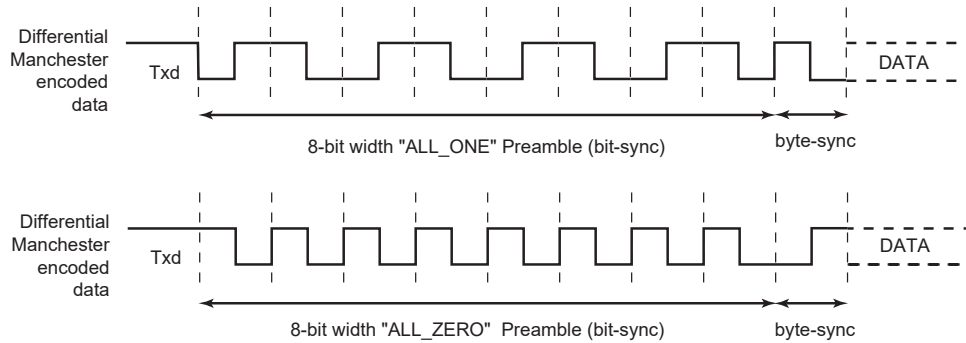 Differential
Manchester
encoded
data
Txd
DATA
8-bit width "ALL_ONE" Preamble (bit-sync)
byte-sync
Differential
Manchester
encoded
data
Txd
DATA
8-bit width "ALL_ZERO" Preamble (bit-sync)
byte-sync